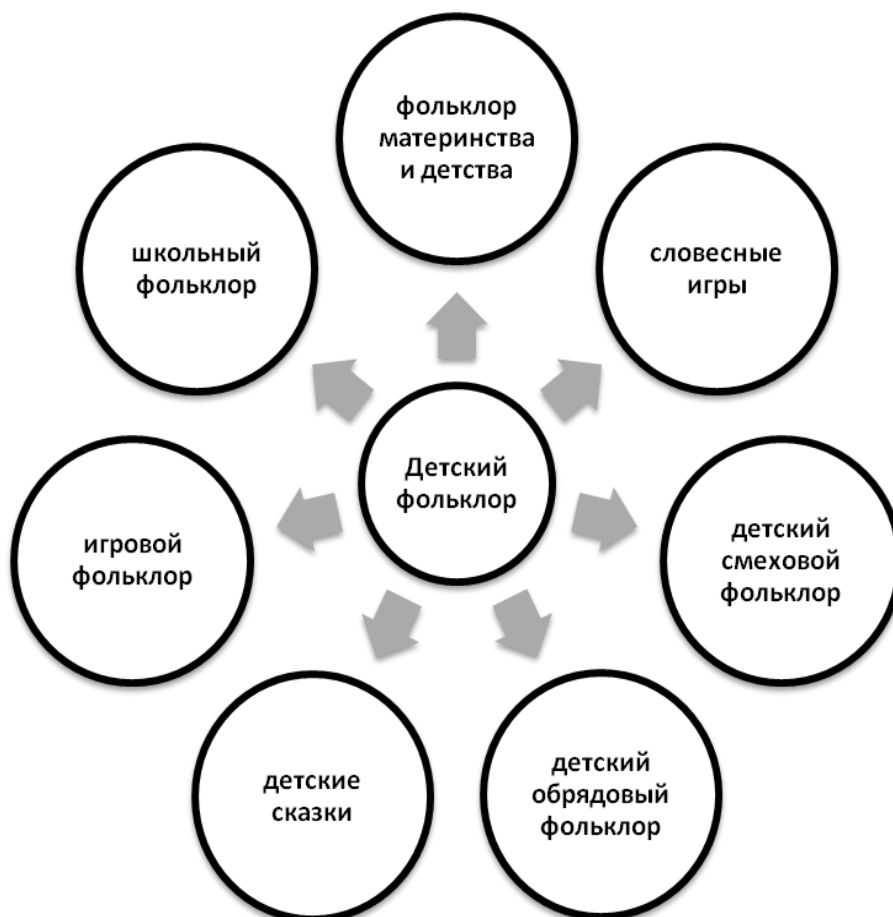 фольклор
материнства
и детства
школьный
фольклор
словесные
игры
Детский
фольклор
игровой
фольклор
детский
смеховой
фольклор
детские
сказки
детский
обрядовый
фольклор